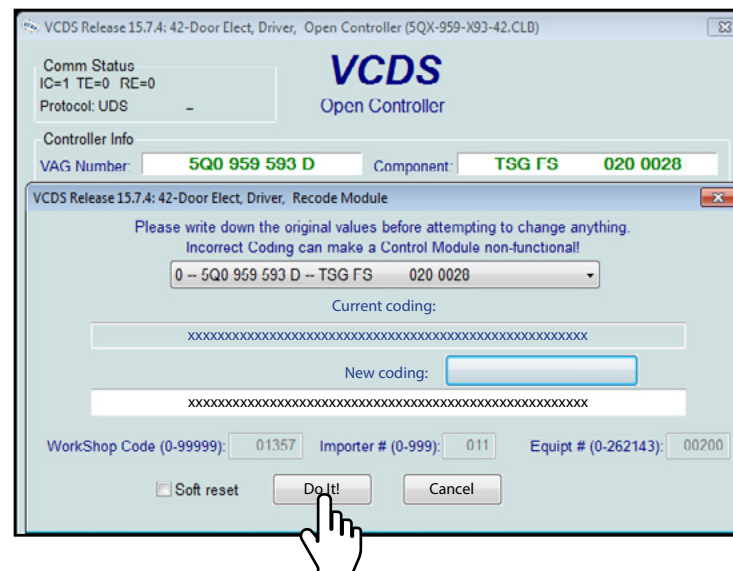 VCDS Release 15.7.4: 42-Door Elect, Driver, Open Controller (5QX-959-X93-42.CLB)
Comm Status
IC=1 TE=0 RE=0
Protocol: UDS –
VCDS
Open Controller
Controller Info
VAG Number: 5Q0 959 593 D Component: TSG FS 020 0028
VCDS Release 15.7.4: 42-Door Elect, Driver, Recode Module
Please write down the original values before attempting to change anything.
Incorrect Coding can make a Control Module non-functional!
0 -- 5Q0 959 593 D -- TSG FS 020 0028
Current coding:
xxxxxxxxxxxxxxxxxxxxxxxxxxxxxxxxxxxxxxxxxxxxxxxxxxxxxx
New coding:
xxxxxxxxxxxxxxxxxxxxxxxxxxxxxxxxxxxxxxxxxxxxxxxxxxxxxx
WorkShop Code (0-99999): 01357 Importer # (0-999): 011 Equipt # (0-262143): 00200
Soft reset Do It! Cancel